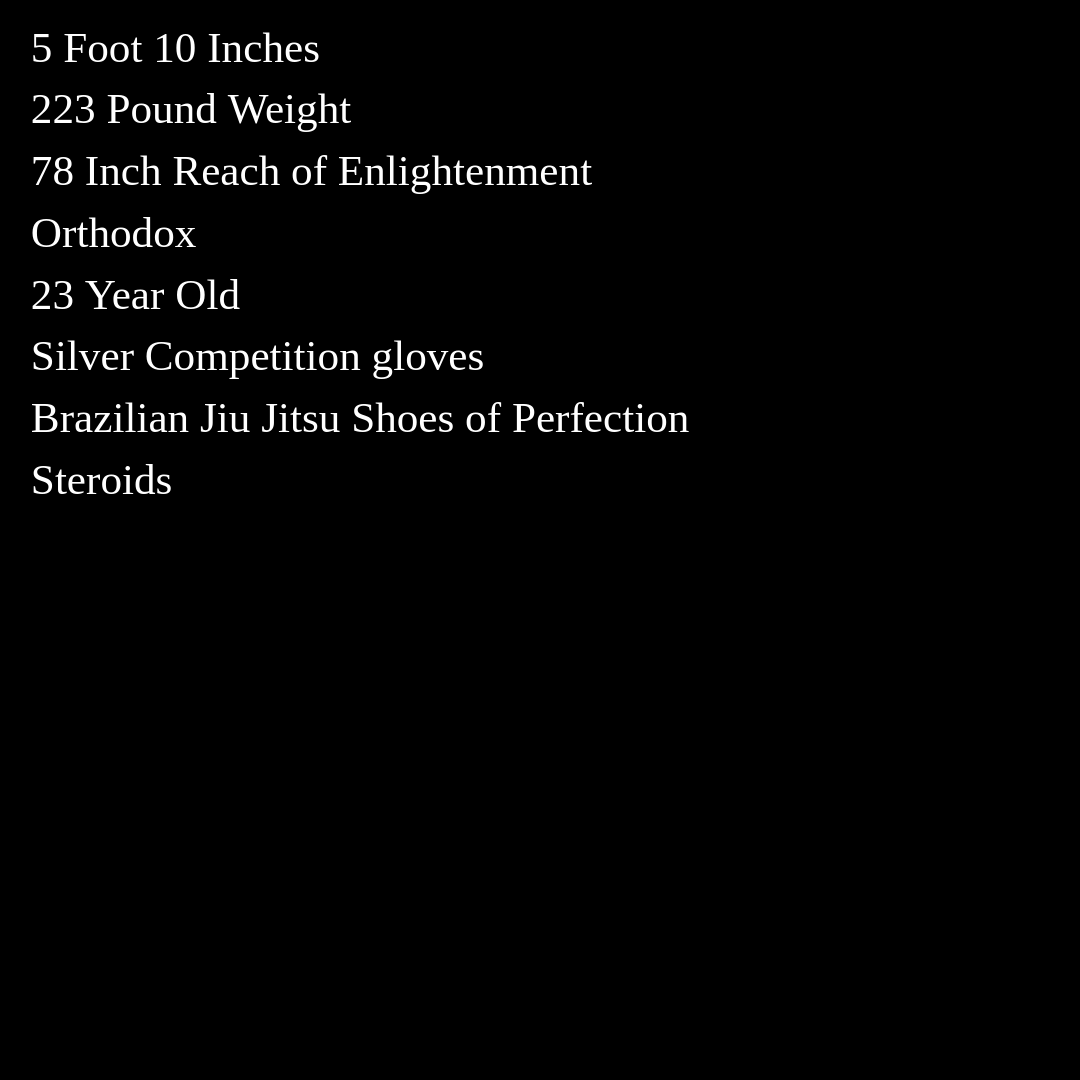 5 Foot 10 Inches
223 Pound Weight
78 Inch Reach of Enlightenment
Orthodox
23 Year Old
Silver Competition gloves
Brazilian Jiu Jitsu Shoes of Perfection
Steroids